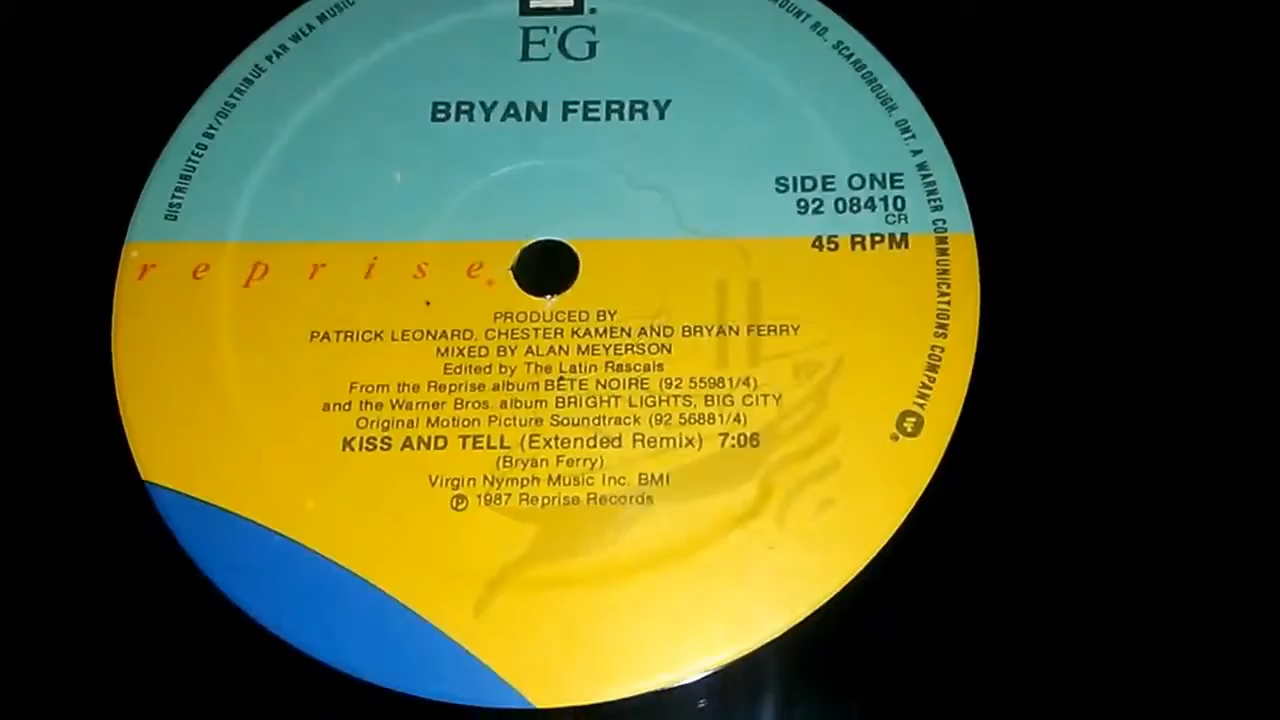 E'G
BRYAN FERRY
DISTRIBUTED BY/DISTRIBUÉ PAR WEA MUSIC
RD., SCARBOROUGH, ONT. A WARNER COMMUNICATIONS COMPANY
SIDE ONE
92 08410
CR
45 RPM
reprise
PRODUCED BY
PATRICK LEONARD, CHESTER KAMEN AND BRYAN FERRY
MIXED BY ALAN MEYERSON
Edited by The Latin Rascals
From the Reprise album BÊTE NOIRE (92 55981/4)
and the Warner Bros. album BRIGHT LIGHTS, BIG CITY
Original Motion Picture Soundtrack (92 56881/4)
KISS AND TELL (Extended Remix) 7:06
(Bryan Ferry)
Virgin Nymph Music Inc. BMI
℗ 1987 Reprise Records